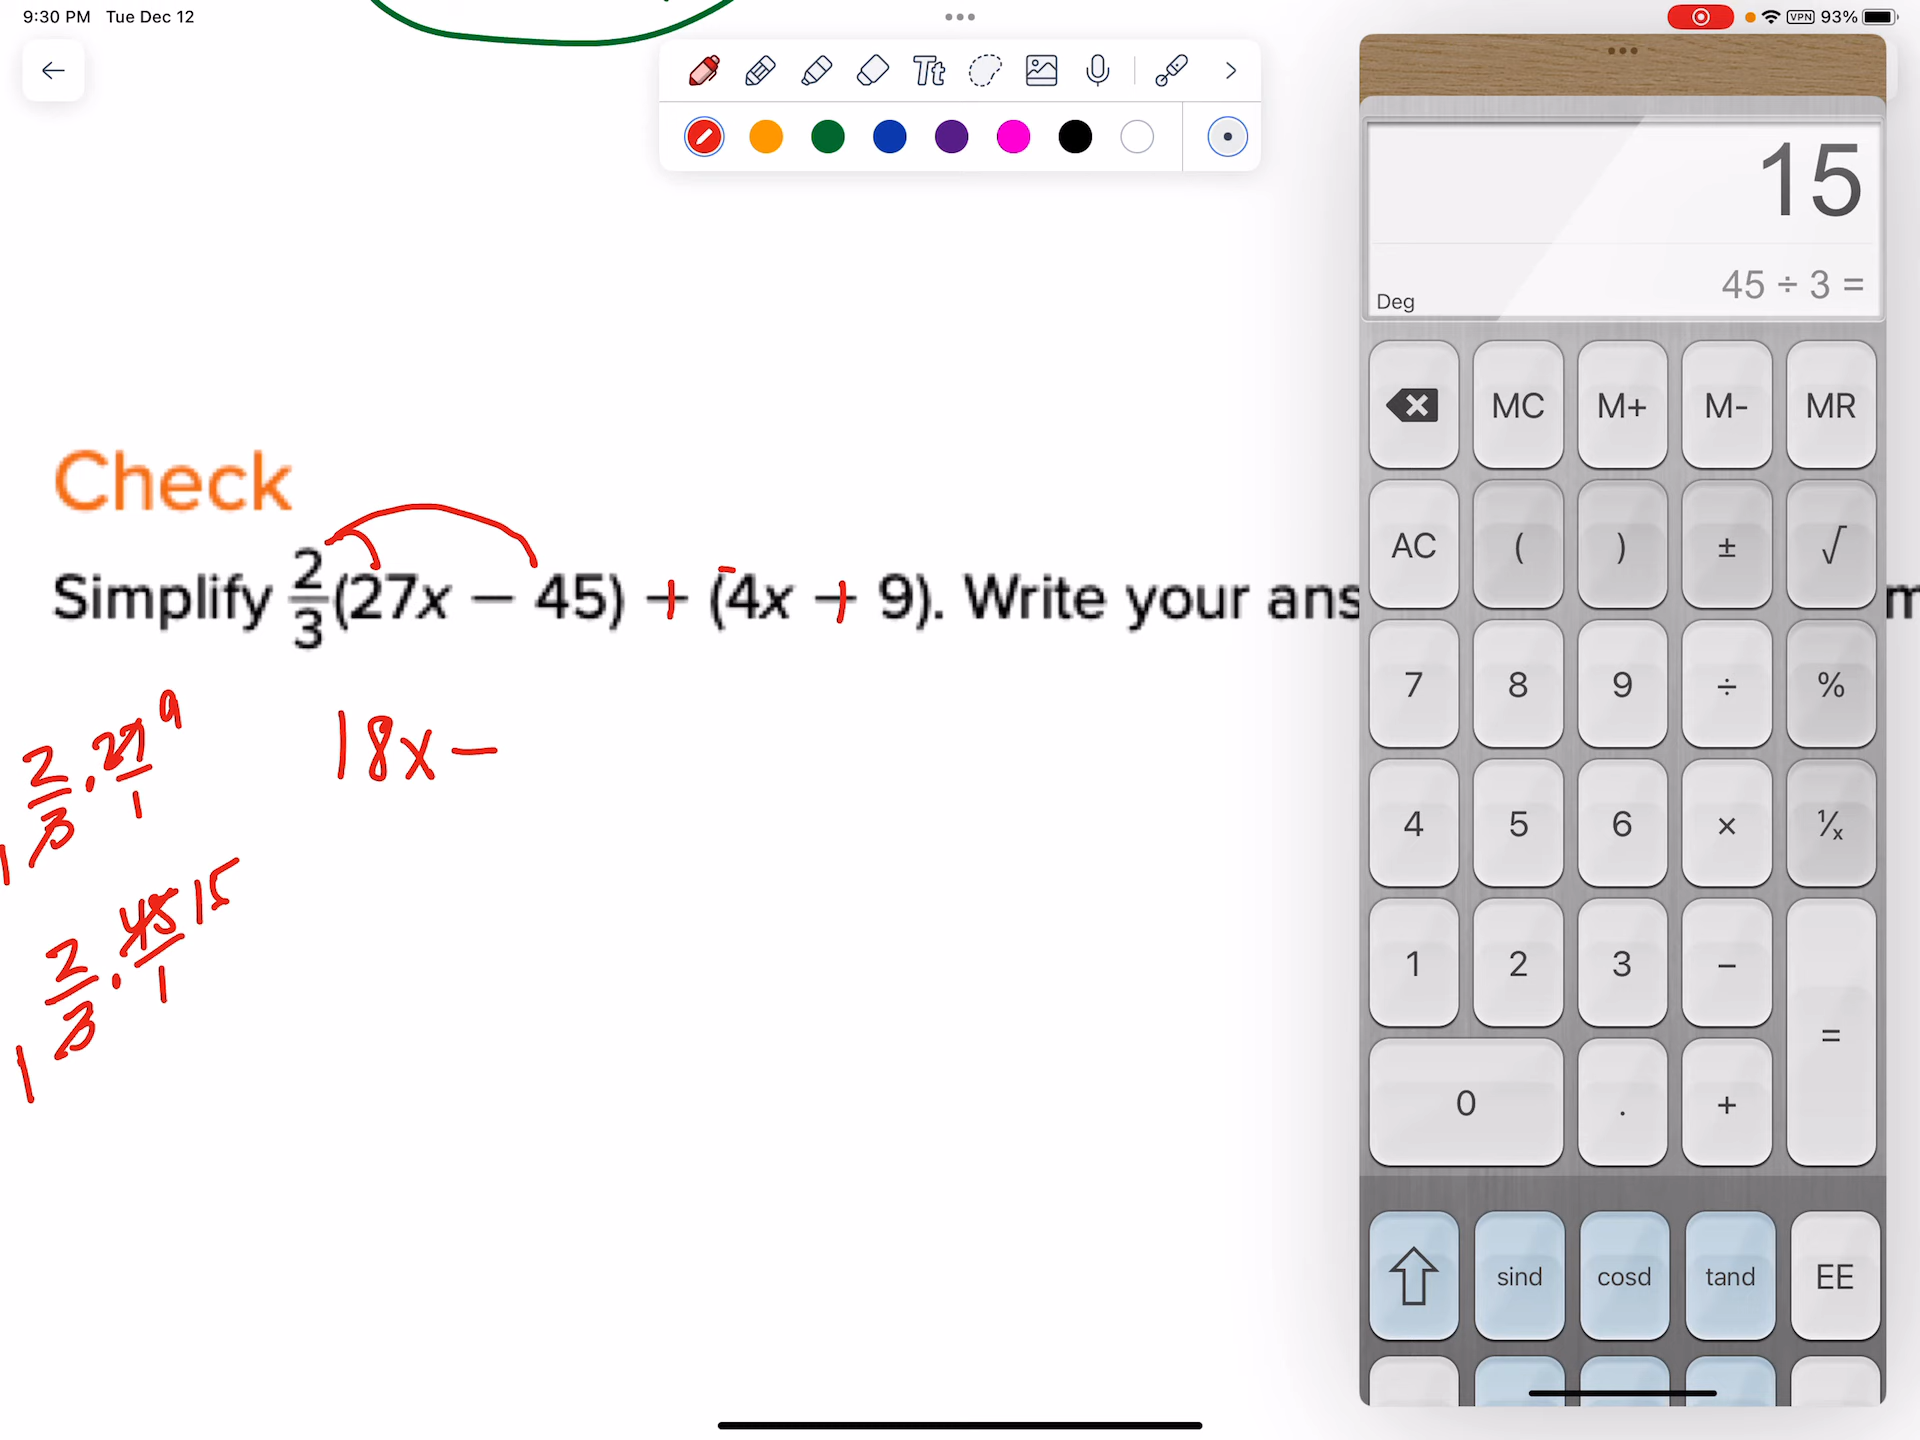 9:30 PM Tue Dec 12
VPN 93%
Tt
15
45 ÷ 3 =
Deg
MC M+ M- MR
AC ( ) ± √
7 8 9 ÷ %
4 5 6 × 1/x
1 2 3 −
=
0 . +
sind cosd tand EE
Check
Simplify 2/3(27x − 45) + (-4x + 9). Write your ans
m
2/3 · 27/1 9
1
18x −
2/3 · 45/1 15
1